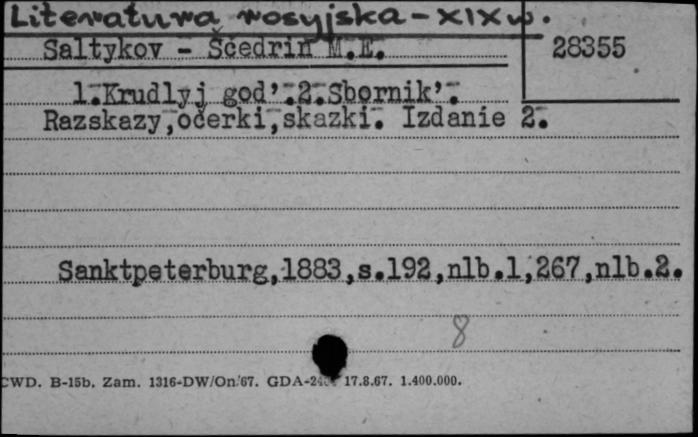 Literatura rosyjska - XIX w.
Saltykov - Ščedrin M.E. 28355
1.Krudlyj god'.2.Sbornik'.
Razskazy,očerki,skazki. Izdanie 2.
Sanktpeterburg,1883,s.192,nlb.1,267,nlb.2.
8
CWD. B-15b. Zam. 1316-DW/On/67. GDA- 17.8.67. 1.400.000.